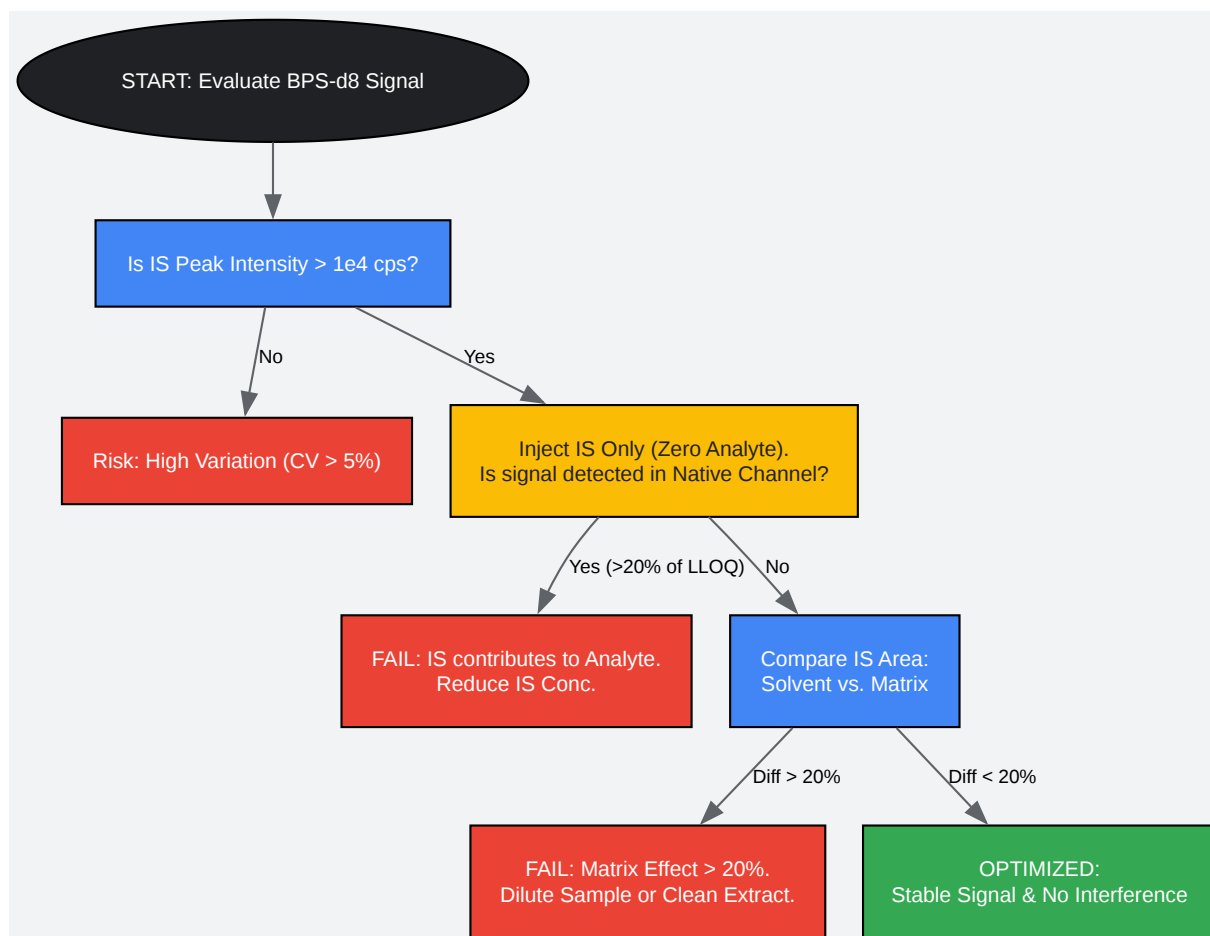 START: Evaluate BPS-d8 Signal
Is IS Peak Intensity > 1e4 cps?
No
Yes
Risk: High Variation (CV > 5%)
Inject IS Only (Zero Analyte).
Is signal detected in Native Channel?
Yes (>20% of LLOQ)
No
FAIL: IS contributes to Analyte.
Reduce IS Conc.
Compare IS Area:
Solvent vs. Matrix
Diff > 20%
Diff < 20%
FAIL: Matrix Effect > 20%.
Dilute Sample or Clean Extract.
OPTIMIZED:
Stable Signal & No Interference